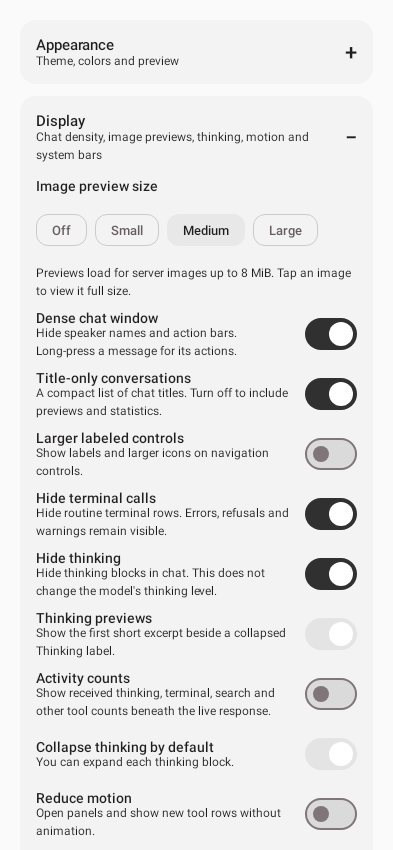 Appearance
Theme, colors and preview
+
Display
Chat density, image previews, thinking, motion and
system bars
–
Image preview size
Off
Small
Medium
Large
Previews load for server images up to 8 MiB. Tap an image
to view it full size.
Dense chat window
Hide speaker names and action bars.
Long-press a message for its actions.
Title-only conversations
A compact list of chat titles. Turn off to include
previews and statistics.
Larger labeled controls
Show labels and larger icons on navigation
controls.
Hide terminal calls
Hide routine terminal rows. Errors, refusals and
warnings remain visible.
Hide thinking
Hide thinking blocks in chat. This does not
change the model's thinking level.
Thinking previews
Show the first short excerpt beside a collapsed
Thinking label.
Activity counts
Show received thinking, terminal, search and
other tool counts beneath the live response.
Collapse thinking by default
You can expand each thinking block.
Reduce motion
Open panels and show new tool rows without
animation.